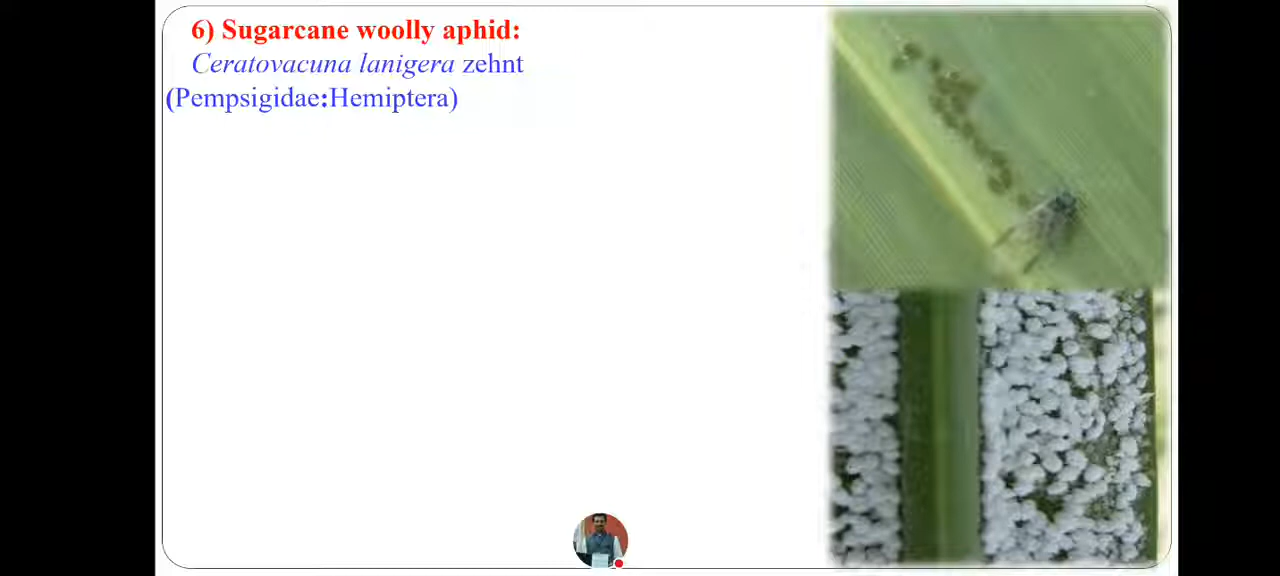 6) Sugarcane woolly aphid:
Ceratovacuna lanigera zehnt
(Pempsigidae:Hemiptera)